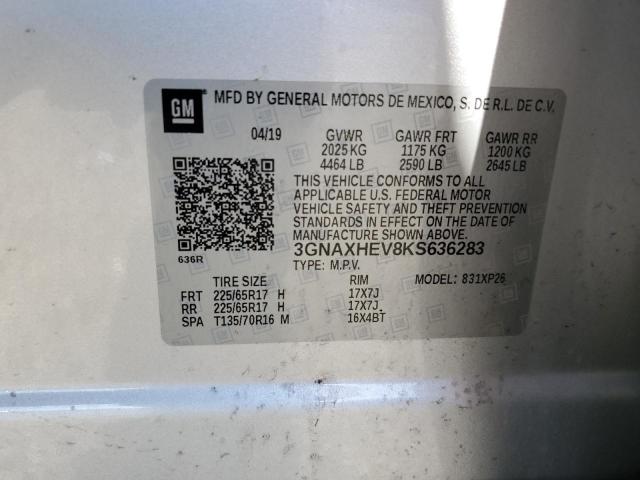 GM MFD BY GENERAL MOTORS DE MEXICO, S. DE R.L. DE C.V.
04/19 GVWR GAWR FRT GAWR RR
2025 KG 1175 KG 1200 KG
4464 LB 2590 LB 2645 LB
THIS VEHICLE CONFORMS TO ALL
APPLICABLE U.S. FEDERAL MOTOR
VEHICLE SAFETY AND THEFT PREVENTION
STANDARDS IN EFFECT ON THE DATE OF
MANUFACTURE SHOWN ABOVE.
636R 3GNAXHEV8KS636283
TYPE: M.P.V.
TIRE SIZE RIM MODEL: 831XP26
FRT 225/65R17 H 17X7J
RR 225/65R17 H 17X7J
SPA T135/70R16 M 16X4BT